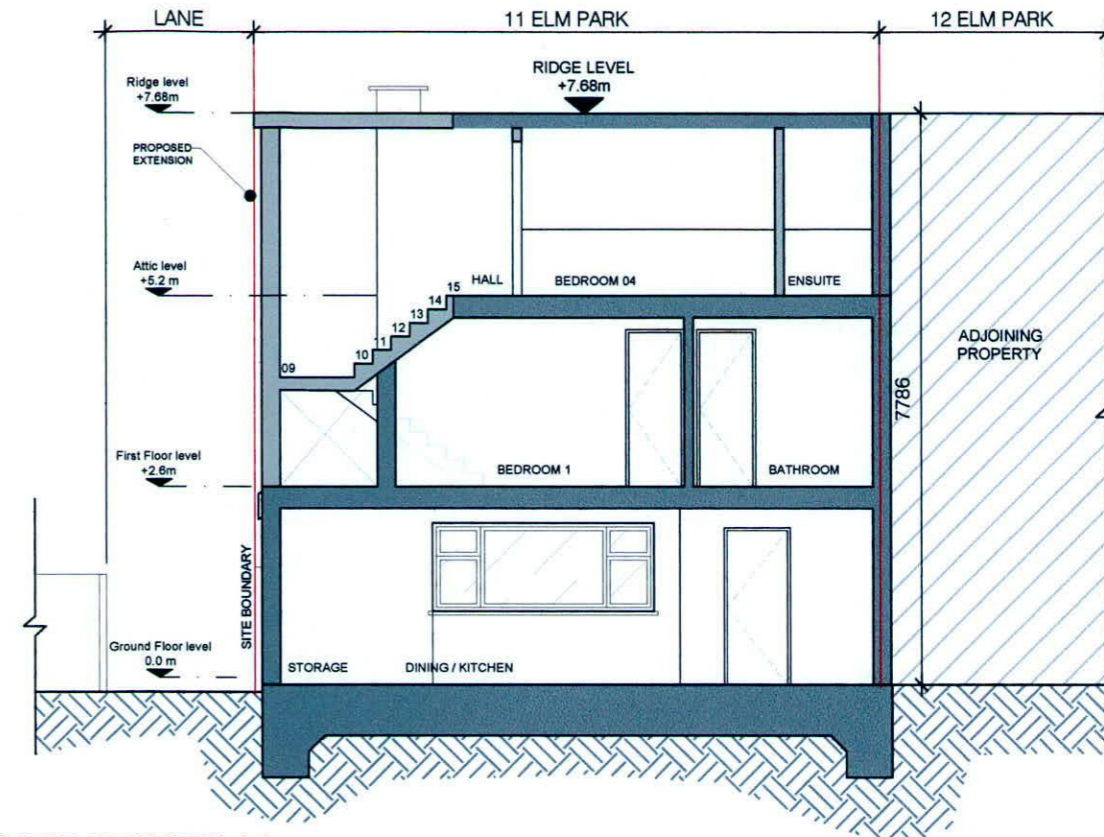 LANE
11 ELM PARK
12 ELM PARK
Ridge level
+7.68m
RIDGE LEVEL
+7.68m
PROPOSED
EXTENSION
Attic level
+5.2 m
HALL
BEDROOM 04
ENSUITE
15
14
13
12
11
10
09
ADJOINING
PROPERTY
7786
First Floor level
+2.6m
BEDROOM 1
BATHROOM
SITE BOUNDARY
Ground Floor level
0.0 m
STORAGE
DINING / KITCHEN